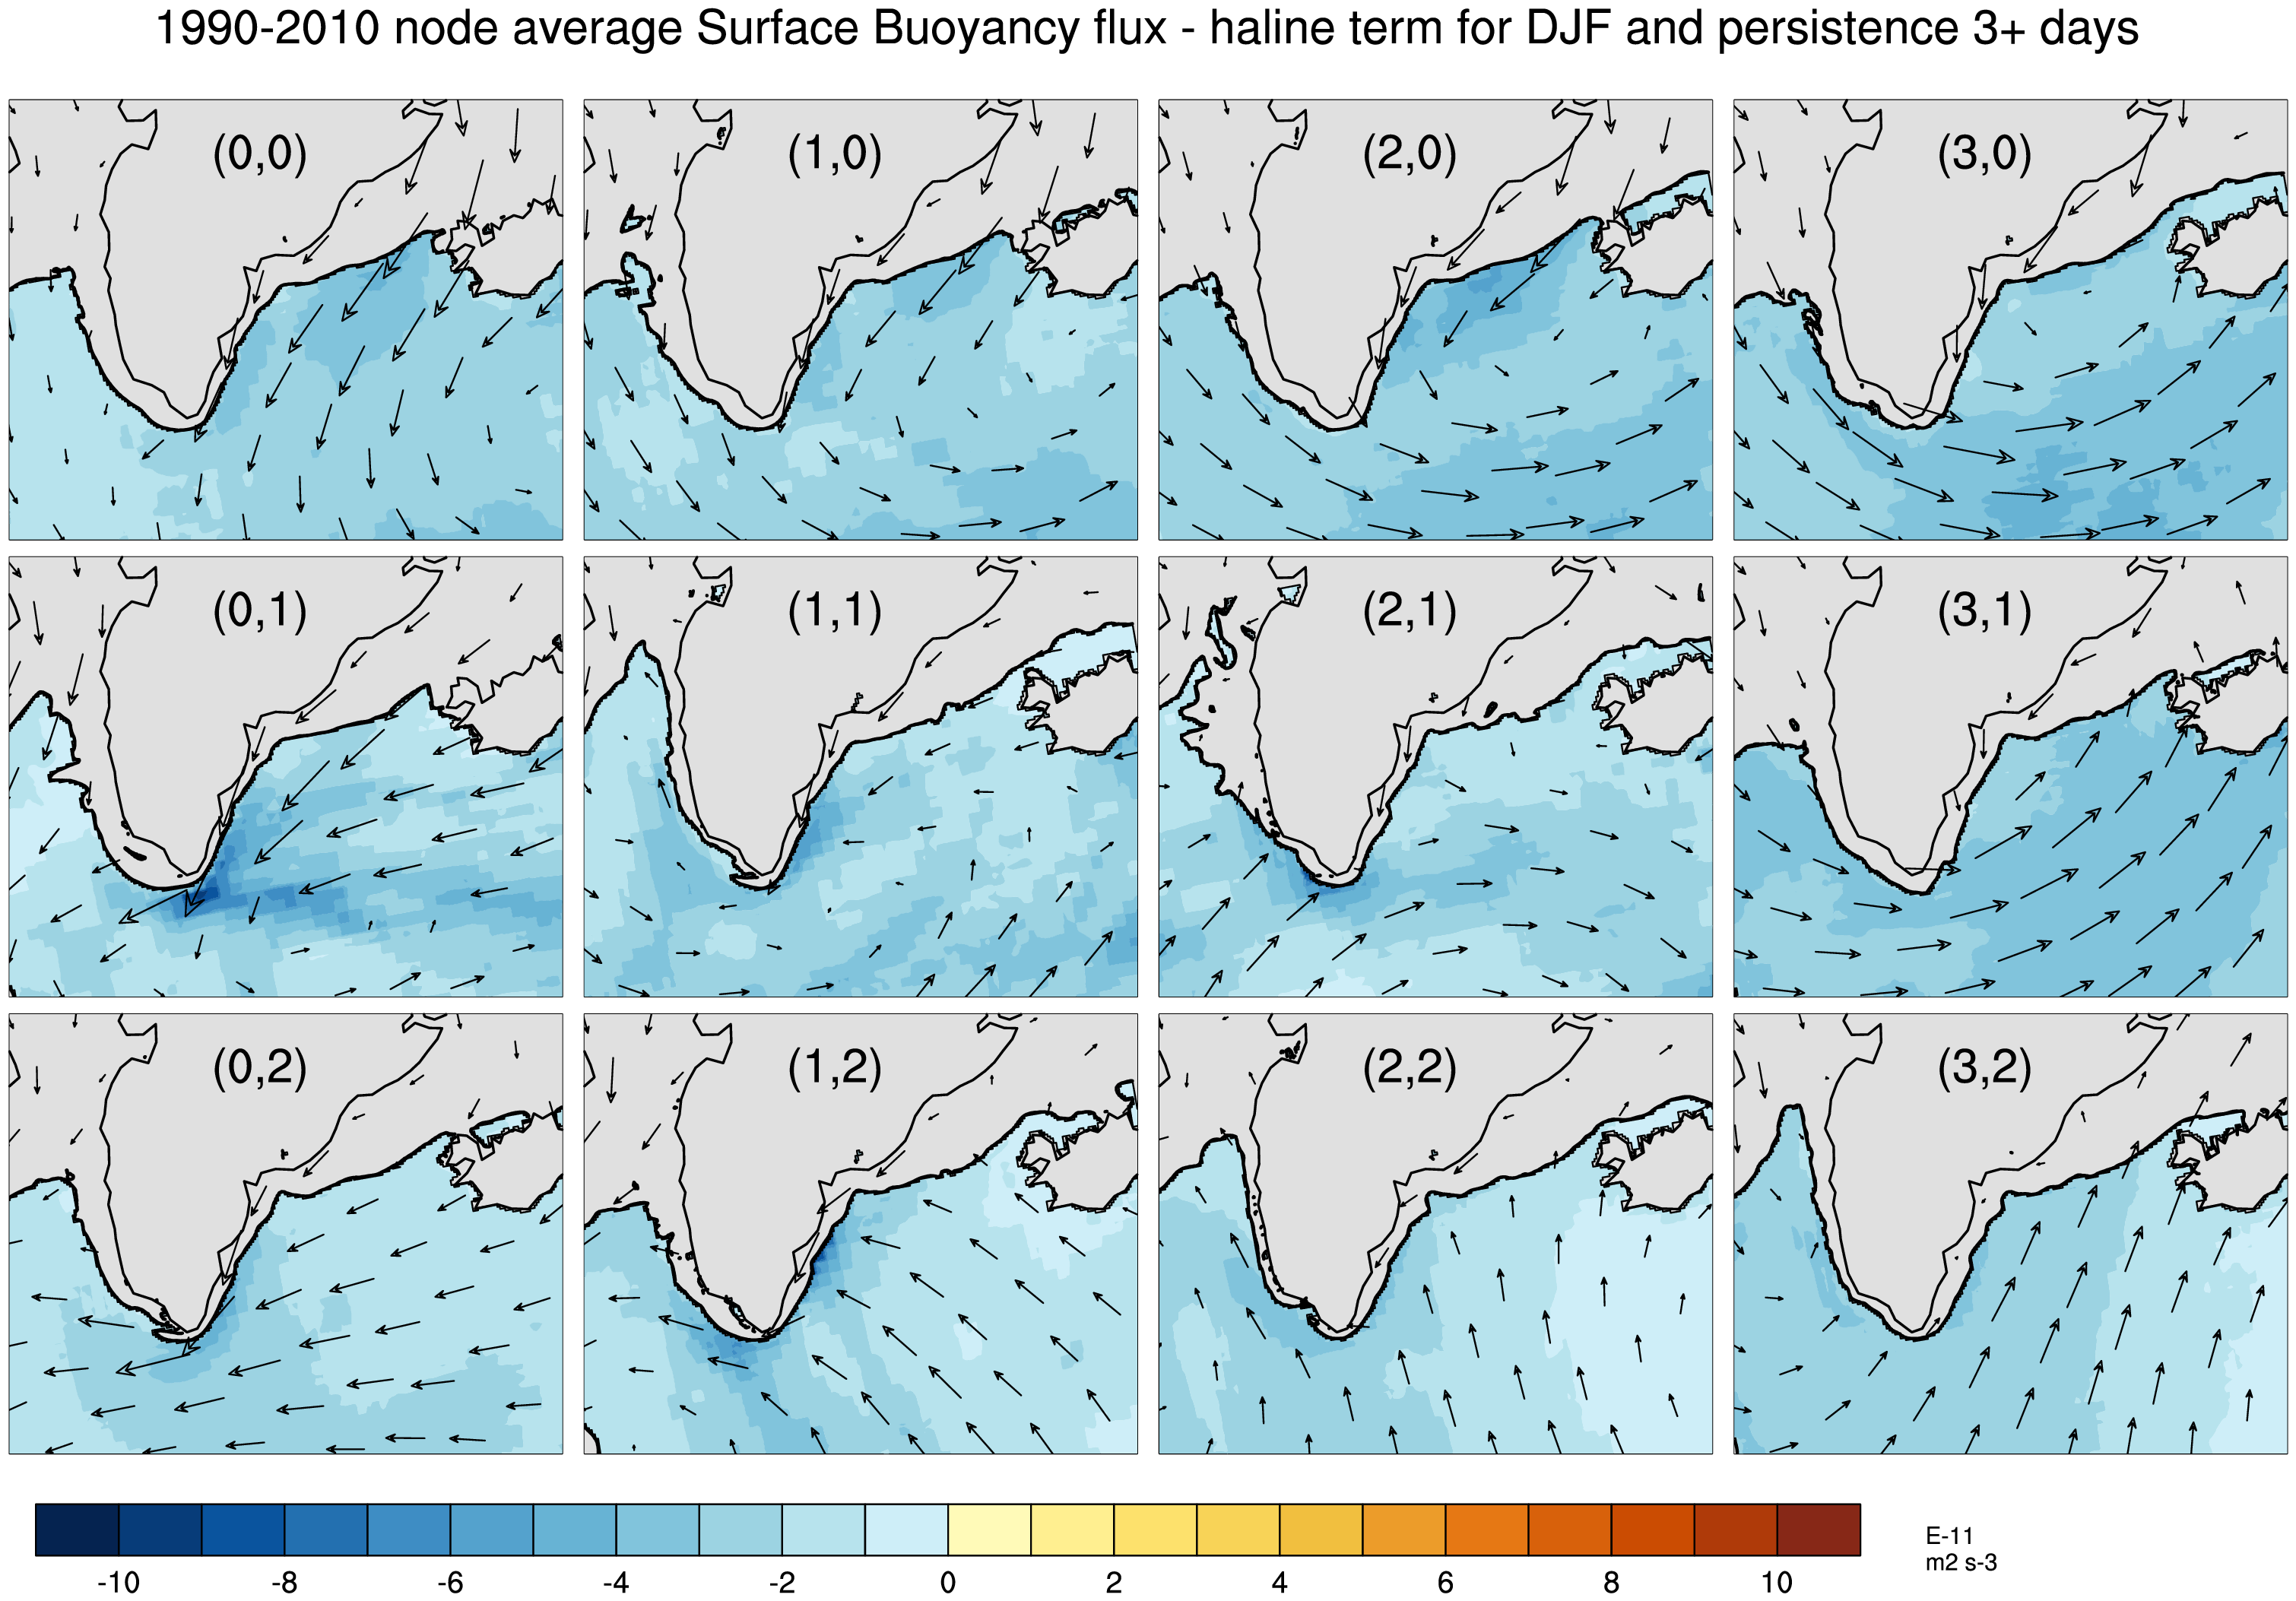 1990-2010 node average Surface Buoyancy flux - haline term for DJF and persistence 3+ days
(0,0) (1,0) (2,0) (3,0)
(0,1) (1,1) (2,1) (3,1)
(0,2) (1,2) (2,2) (3,2)
-10 -8 -6 -4 -2 0 2 4 6 8 10
E-11
m2 s-3